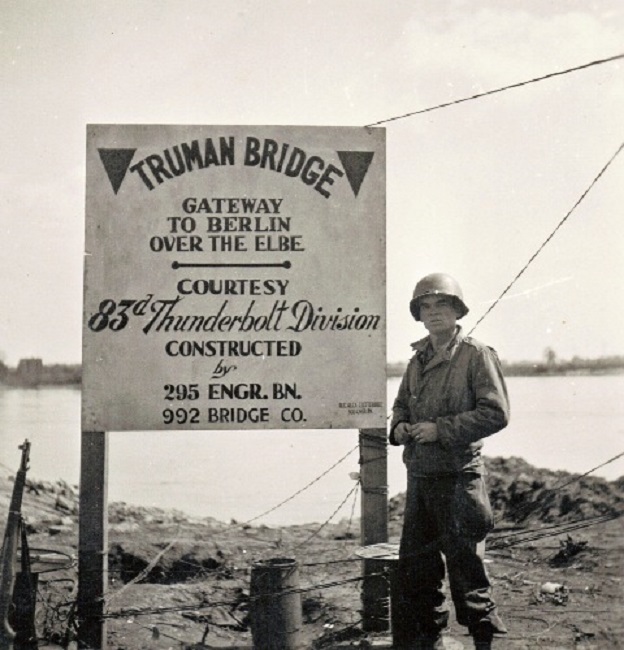 TRUMAN BRIDGE
GATEWAY
TO BERLIN
OVER THE ELBE
COURTESY
83d Thunderbolt Division
CONSTRUCTED
by
295 ENGR. BN.
992 BRIDGE CO.